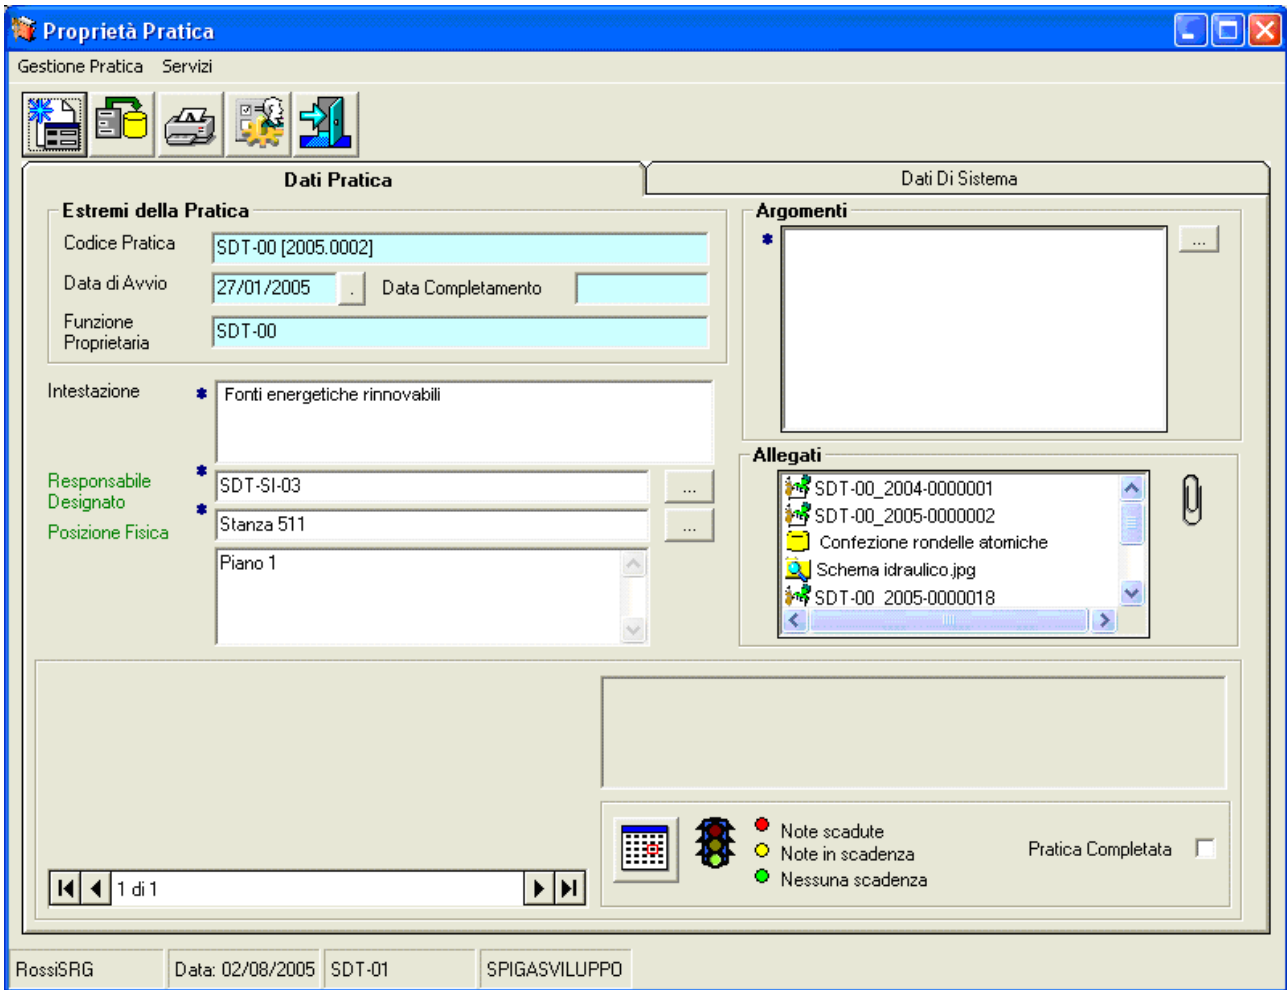 Proprietà Pratica
Gestione Pratica Servizi
Dati Pratica
Dati Di Sistema
Estremi della Pratica
Codice Pratica
SDT-00 [2005.0002]
Data di Avvio
27/01/2005
.
Data Completamento
Funzione
Proprietaria
SDT-00
Intestazione
* Fonti energetiche rinnovabili
Responsabile
Designato
* SDT-SI-03
...
Posizione Fisica
* Stanza 511
...
Piano 1
Argomenti
*
...
Allegati
SDT-00_2004-0000001
SDT-00_2005-0000002
Confezione rondelle atomiche
Schema idraulico.jpg
SDT-00_2005-0000018
Note scadute
Note in scadenza
Nessuna scadenza
Pratica Completata
1 di 1
RossiSRG
Data: 02/08/2005
SDT-01
SPIGASVILUPPO